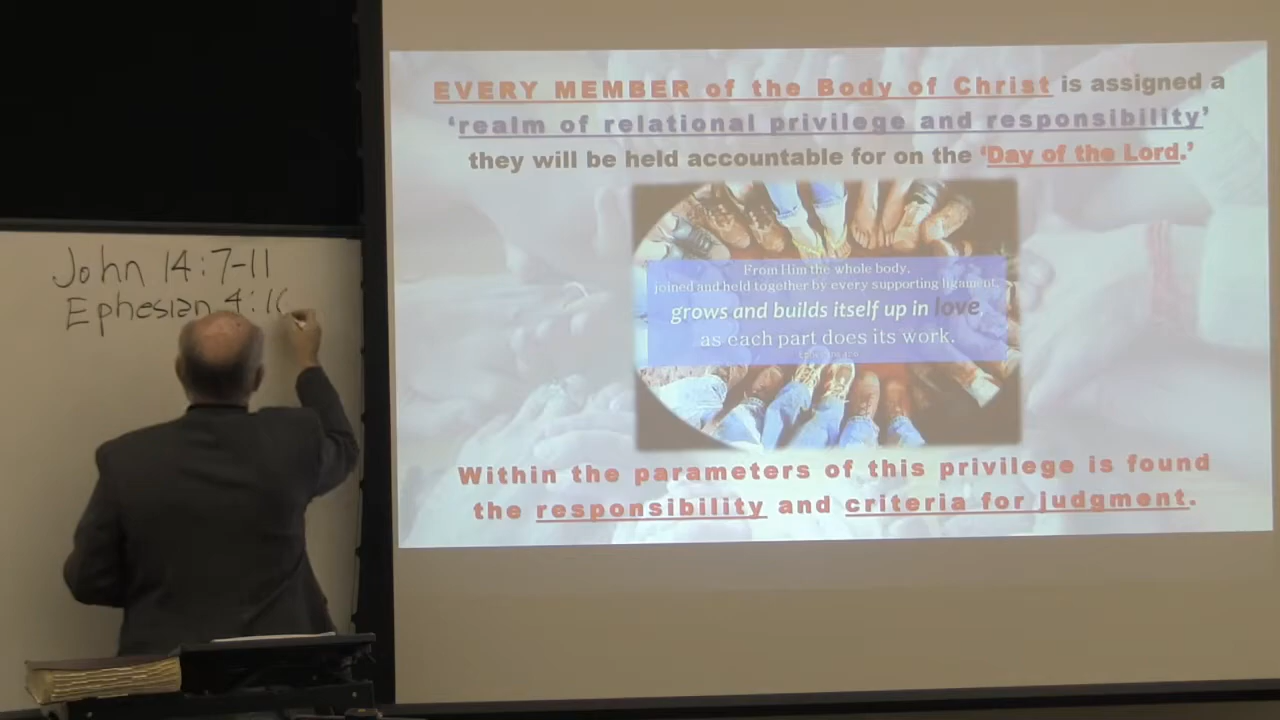 John 14:7-11
Ephesian 4:16
EVERY MEMBER of the Body of Christ is assigned a
‘realm of relational privilege and responsibility’
they will be held accountable for on the ‘Day of the Lord.’
From Him the whole body,
joined and held together by every supporting ligament,
grows and builds itself up in love,
as each part does its work.
Within the parameters of this privilege is found
the responsibility and criteria for judgment.